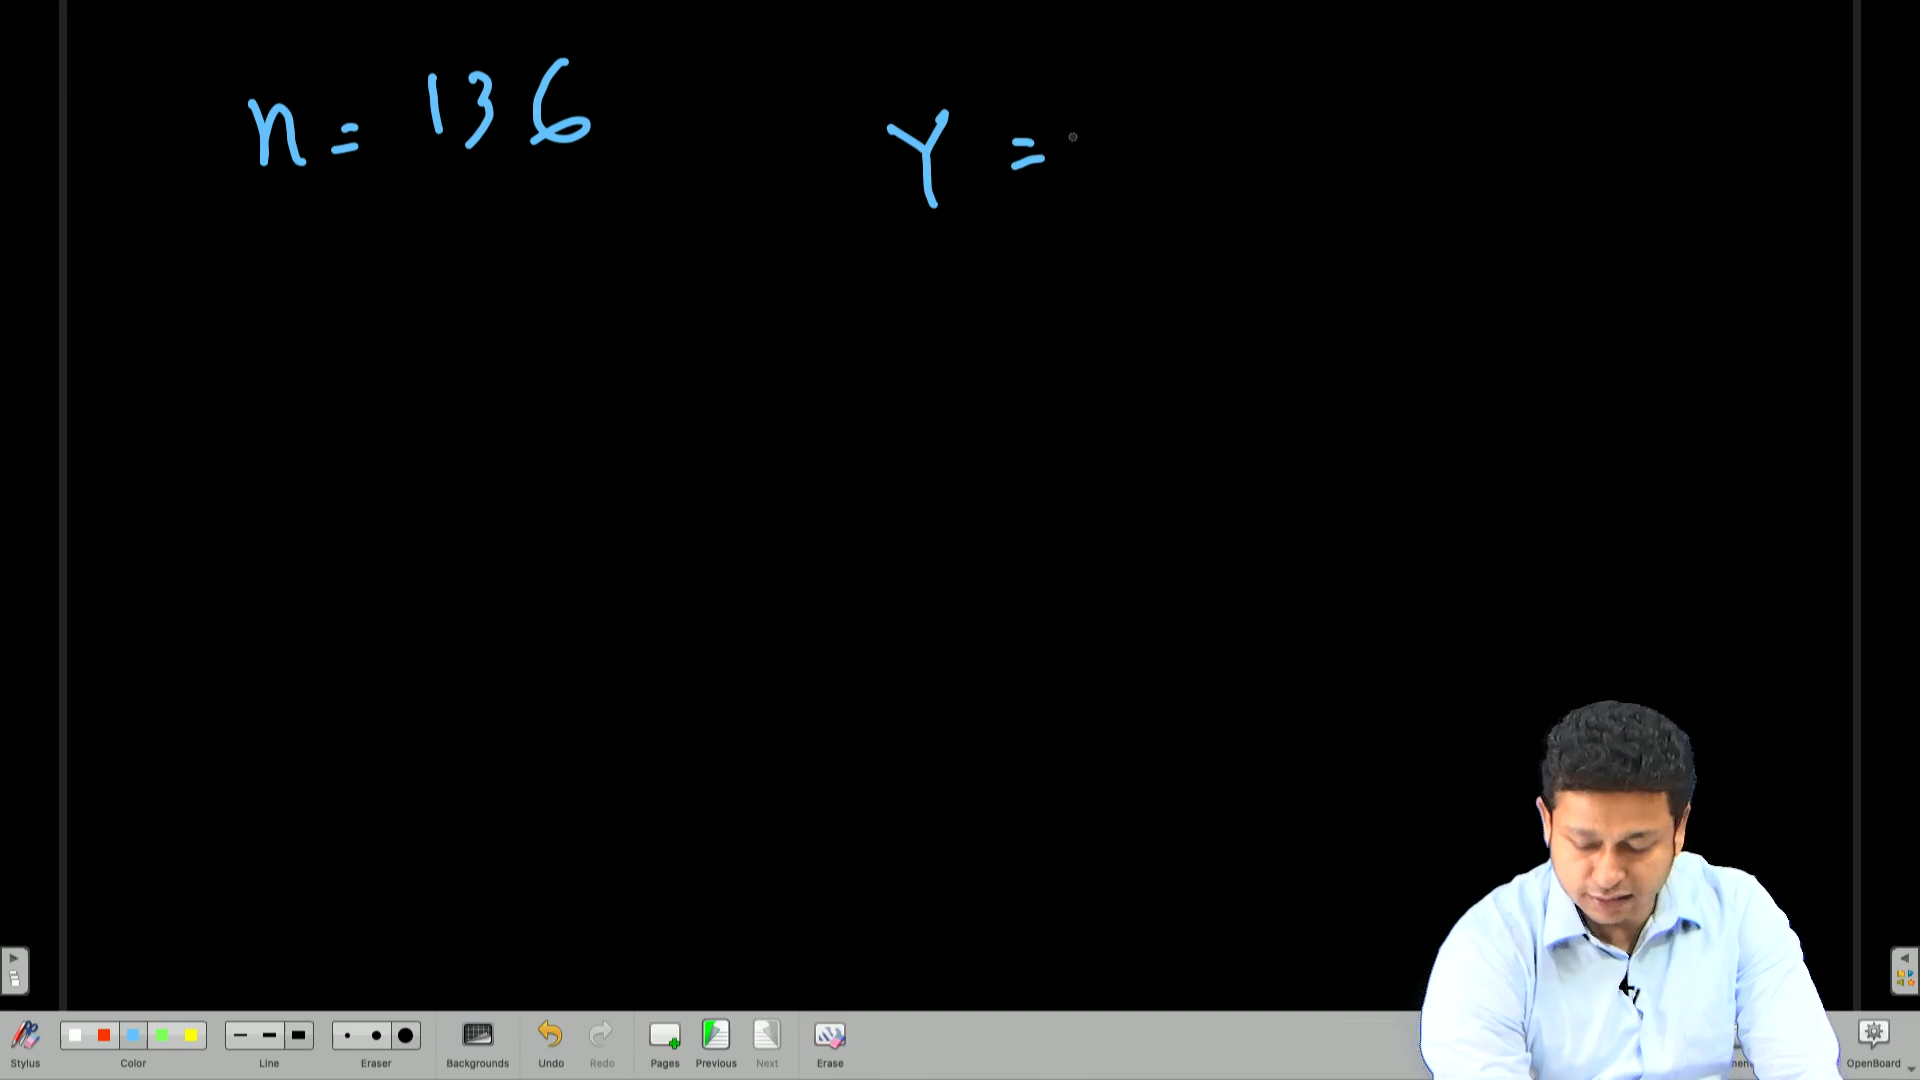 n = 136 Y =
Stylus Color Line Eraser Backgrounds Undo Redo Pages Previous Next Erase OpenBoard